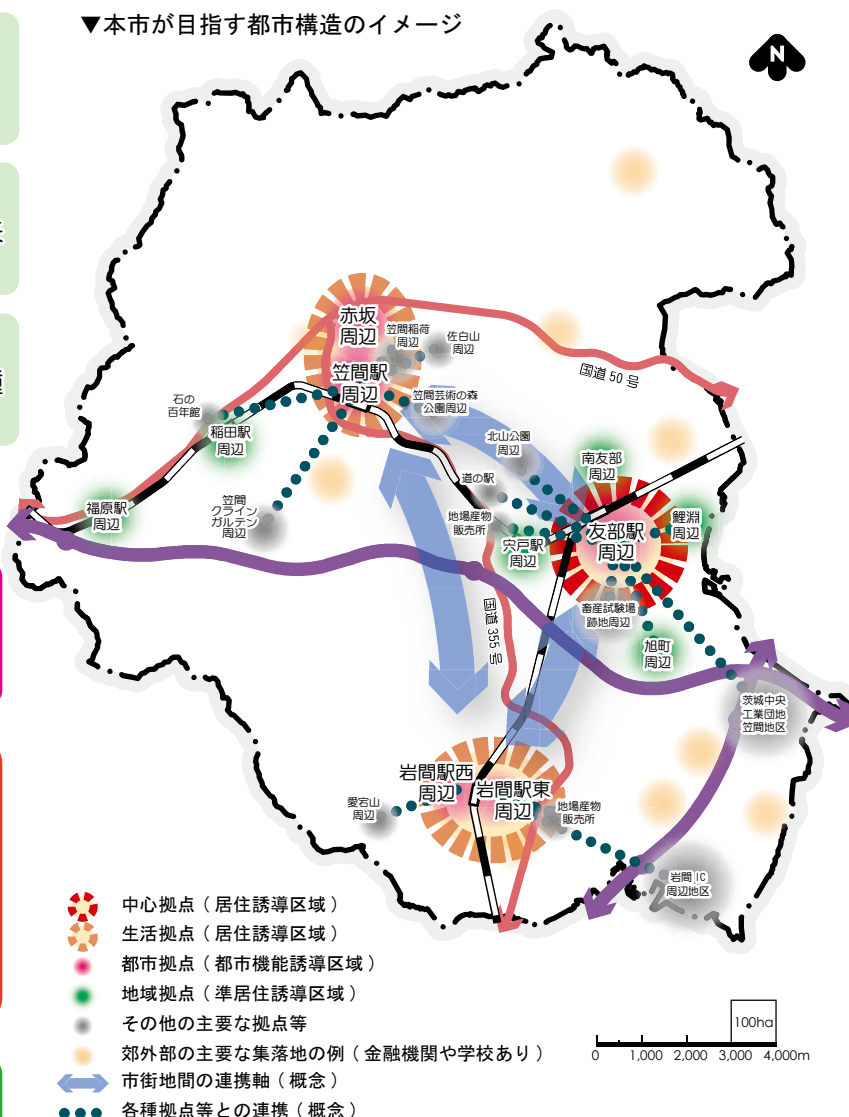 ▼本市が目指す都市構造のイメージ
N
赤坂
周辺
笠間稲荷
周辺
佐白山
周辺
国道 50 号
笠間駅
周辺
石の
百年館
笠間芸術の森
公園周辺
稲田駅
周辺
北山公園
周辺
南友部
周辺
道の駅
笠間
クライン
ガルテン
周辺
福原駅
周辺
地場産物
販売所
宍戸駅
周辺
友部駅
周辺
鯉淵
周辺
畜産試験場
跡地周辺
国道 355 号
旭町
周辺
茨城中央
工業団地
笠間地区
岩間駅西
周辺
岩間駅東
周辺
愛宕山
周辺
地場産物
販売所
岩間 IC
周辺地区
中心拠点 ( 居住誘導区域 )
生活拠点 ( 居住誘導区域 )
都市拠点 ( 都市機能誘導区域 )
地域拠点 ( 準居住誘導区域 )
その他の主要な拠点等
郊外部の主要な集落地の例 ( 金融機関や学校あり )
市街地間の連携軸 ( 概念 )
各種拠点等との連携 ( 概念 )
100ha
0 1,000 2,000 3,000 4,000m